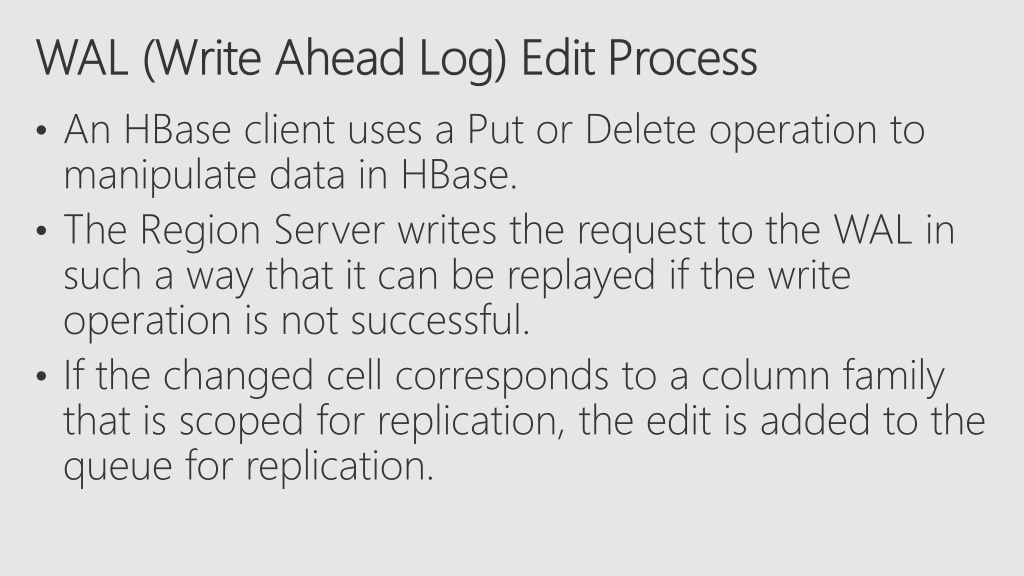 WAL (Write Ahead Log) Edit Process
• An HBase client uses a Put or Delete operation to
manipulate data in HBase.
• The Region Server writes the request to the WAL in
such a way that it can be replayed if the write
operation is not successful.
• If the changed cell corresponds to a column family
that is scoped for replication, the edit is added to the
queue for replication.